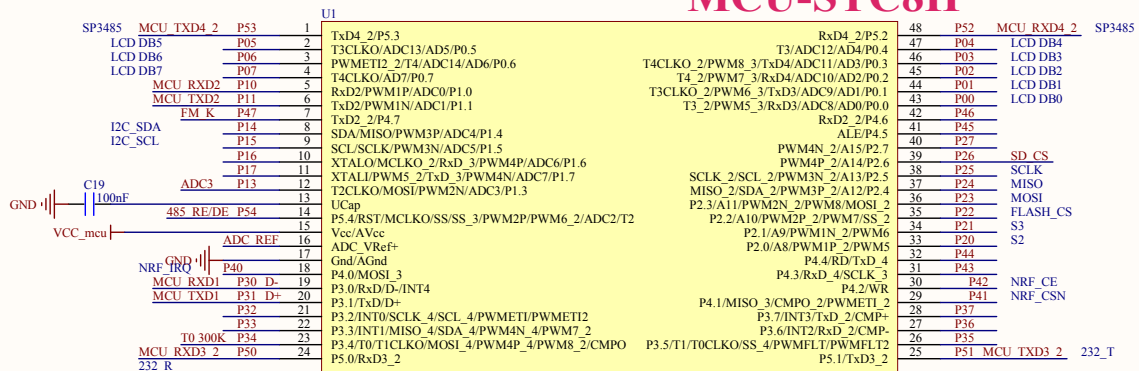 MCU-STC8H
U1
SP3485 MCU_TXD4_2 P53 1 TxD4_2/P5.3 RxD4_2/P5.2 48 P52 MCU_RXD4_2 SP3485
LCD DB5 P05 2 T3CLKO/ADC13/AD5/P0.5 T3/ADC12/AD4/P0.4 47 P04 LCD DB4
LCD DB6 P06 3 PWMETI2_2/T4/ADC14/AD6/P0.6 T4CLKO_2/PWM8_3/TxD4/ADC11/AD3/P0.3 46 P03 LCD DB3
LCD DB7 P07 4 T4CLKO/AD7/P0.7 T4_2/PWM7_3/RxD4/ADC10/AD2/P0.2 45 P02 LCD DB2
MCU_RXD2 P10 5 RxD2/PWM1P/ADC0/P1.0 T3CLKO_2/PWM6_3/TxD3/ADC9/AD1/P0.1 44 P01 LCD DB1
MCU_TXD2 P11 6 TxD2/PWM1N/ADC1/P1.1 T3_2/PWM5_3/RxD3/ADC8/AD0/P0.0 43 P00 LCD DB0
FM_K P47 7 TxD2_2/P4.7 RxD2_2/P4.6 42 P46
I2C_SDA P14 8 SDA/MISO/PWM3P/ADC4/P1.4 ALE/P4.5 41 P45
I2C_SCL P15 9 SCL/SCLK/PWM3N/ADC5/P1.5 PWM4N_2/A15/P2.7 40 P27
P16 10 XTALO/MCLKO_2/RxD_3/PWM4P/ADC6/P1.6 PWM4P_2/A14/P2.6 39 P26 SD_CS
P17 11 XTALI/PWM5_2/TxD_3/PWM4N/ADC7/P1.7 SCLK_2/SCL_2/PWM3N_2/A13/P2.5 38 P25 SCLK
ADC3 P13 12 T2CLKO/MOSI/PWM2N/ADC3/P1.3 MISO_2/SDA_2/PWM3P_2/A12/P2.4 37 P24 MISO
GND C19 100nF 13 UCap P2.3/A11/PWM2N_2/PWM8/MOSI_2 36 P23 MOSI
485_RE/DE P54 14 P5.4/RST/MCLKO/SS/SS_3/PWM2P/PWM6_2/ADC2/T2 P2.2/A10/PWM2P_2/PWM7/SS_2 35 P22 FLASH_CS
VCC_mcu 15 Vcc/AVcc P2.1/A9/PWM1N_2/PWM6 34 P21 S3
ADC_REF 16 ADC_VRef+ P2.0/A8/PWM1P_2/PWM5 33 P20 S2
GND 17 Gnd/AGnd P4.4/RD/TxD_4 32 P44
NRF_IRQ P40 18 P4.0/MOSI_3 P4.3/RxD_4/SCLK_3 31 P43
MCU_RXD1 P30 D- 19 P3.0/RxD/D-/INT4 P4.2/WR 30 P42 NRF_CE
MCU_TXD1 P31 D+ 20 P3.1/TxD/D+ P4.1/MISO_3/CMPO_2/PWMETI_2 29 P41 NRF_CSN
P32 21 P3.2/INT0/SCLK_4/SCL_4/PWMETI/PWMETI2 P3.7/INT3/TxD_2/CMP+ 28 P37
P33 22 P3.3/INT1/MISO_4/SDA_4/PWM4N_4/PWM7_2 P3.6/INT2/RxD_2/CMP- 27 P36
T0 300K P34 23 P3.4/T0/T1CLKO/MOSI_4/PWM4P_4/PWM8_2/CMPO P3.5/T1/T0CLKO/SS_4/PWMFLT/PWMFLT2 26 P35
MCU_RXD3_2 P50 24 P5.0/RxD3_2 P5.1/TxD3_2 25 P51 MCU_TXD3_2 232_T
232_R